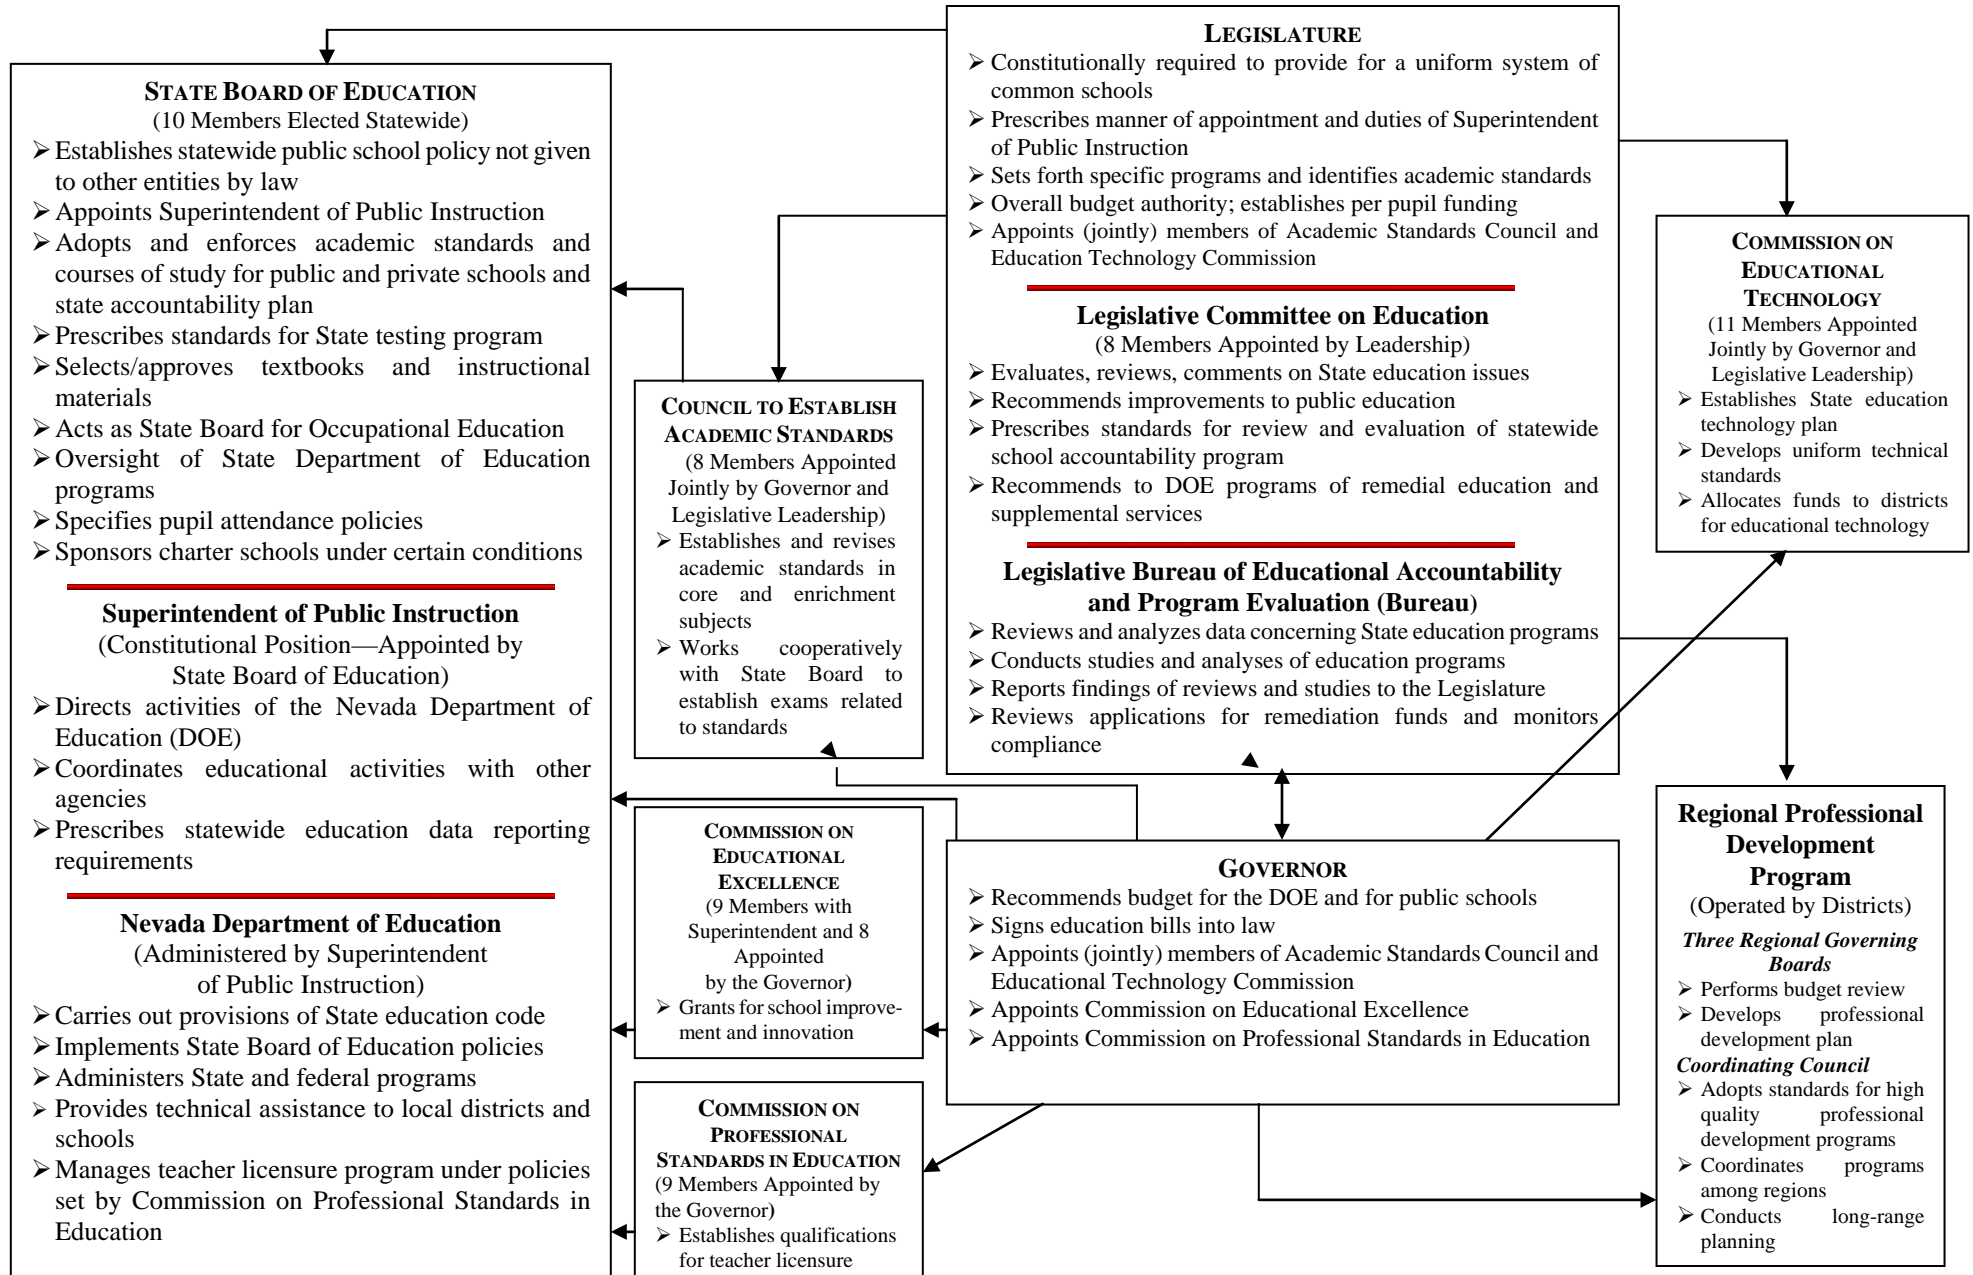 STATE BOARD OF EDUCATION
(10 Members Elected Statewide)
➢ Establishes statewide public school policy not given
to other entities by law
➢ Appoints Superintendent of Public Instruction
➢ Adopts and enforces academic standards and
courses of study for public and private schools and
state accountability plan
➢ Prescribes standards for State testing program
➢ Selects/approves textbooks and instructional
materials
➢ Acts as State Board for Occupational Education
➢ Oversight of State Department of Education
programs
➢ Specifies pupil attendance policies
➢ Sponsors charter schools under certain conditions
Superintendent of Public Instruction
(Constitutional Position—Appointed by
State Board of Education)
➢ Directs activities of the Nevada Department of
Education (DOE)
➢ Coordinates educational activities with other
agencies
➢ Prescribes statewide education data reporting
requirements
Nevada Department of Education
(Administered by Superintendent
of Public Instruction)
➢ Carries out provisions of State education code
➢ Implements State Board of Education policies
➢ Administers State and federal programs
➢ Provides technical assistance to local districts and
schools
➢ Manages teacher licensure program under policies
set by Commission on Professional Standards in
Education
COUNCIL TO ESTABLISH
ACADEMIC STANDARDS
(8 Members Appointed
Jointly by Governor and
Legislative Leadership)
➢ Establishes and revises
academic standards in
core and enrichment
subjects
➢ Works cooperatively
with State Board to
establish exams related
to standards
COMMISSION ON
EDUCATIONAL
EXCELLENCE
(9 Members with
Superintendent and 8
Appointed
by the Governor)
➢ Grants for school improve-
ment and innovation
COMMISSION ON
PROFESSIONAL
STANDARDS IN EDUCATION
(9 Members Appointed by
the Governor)
➢ Establishes qualifications
for teacher licensure
LEGISLATURE
➢ Constitutionally required to provide for a uniform system of
common schools
➢ Prescribes manner of appointment and duties of Superintendent
of Public Instruction
➢ Sets forth specific programs and identifies academic standards
➢ Overall budget authority; establishes per pupil funding
➢ Appoints (jointly) members of Academic Standards Council and
Education Technology Commission
Legislative Committee on Education
(8 Members Appointed by Leadership)
➢ Evaluates, reviews, comments on State education issues
➢ Recommends improvements to public education
➢ Prescribes standards for review and evaluation of statewide
school accountability program
➢ Recommends to DOE programs of remedial education and
supplemental services
Legislative Bureau of Educational Accountability
and Program Evaluation (Bureau)
➢ Reviews and analyzes data concerning State education programs
➢ Conducts studies and analyses of education programs
➢ Reports findings of reviews and studies to the Legislature
➢ Reviews applications for remediation funds and monitors
compliance
GOVERNOR
➢ Recommends budget for the DOE and for public schools
➢ Signs education bills into law
➢ Appoints (jointly) members of Academic Standards Council and
Educational Technology Commission
➢ Appoints Commission on Educational Excellence
➢ Appoints Commission on Professional Standards in Education
COMMISSION ON
EDUCATIONAL
TECHNOLOGY
(11 Members Appointed
Jointly by Governor and
Legislative Leadership)
➢ Establishes State education
technology plan
➢ Develops uniform technical
standards
➢ Allocates funds to districts
for educational technology
Regional Professional
Development
Program
(Operated by Districts)
Three Regional Governing
Boards
➢ Performs budget review
➢ Develops professional
development plan
Coordinating Council
➢ Adopts standards for high
quality professional
development programs
➢ Coordinates programs
among regions
➢ Conducts long-range
planning